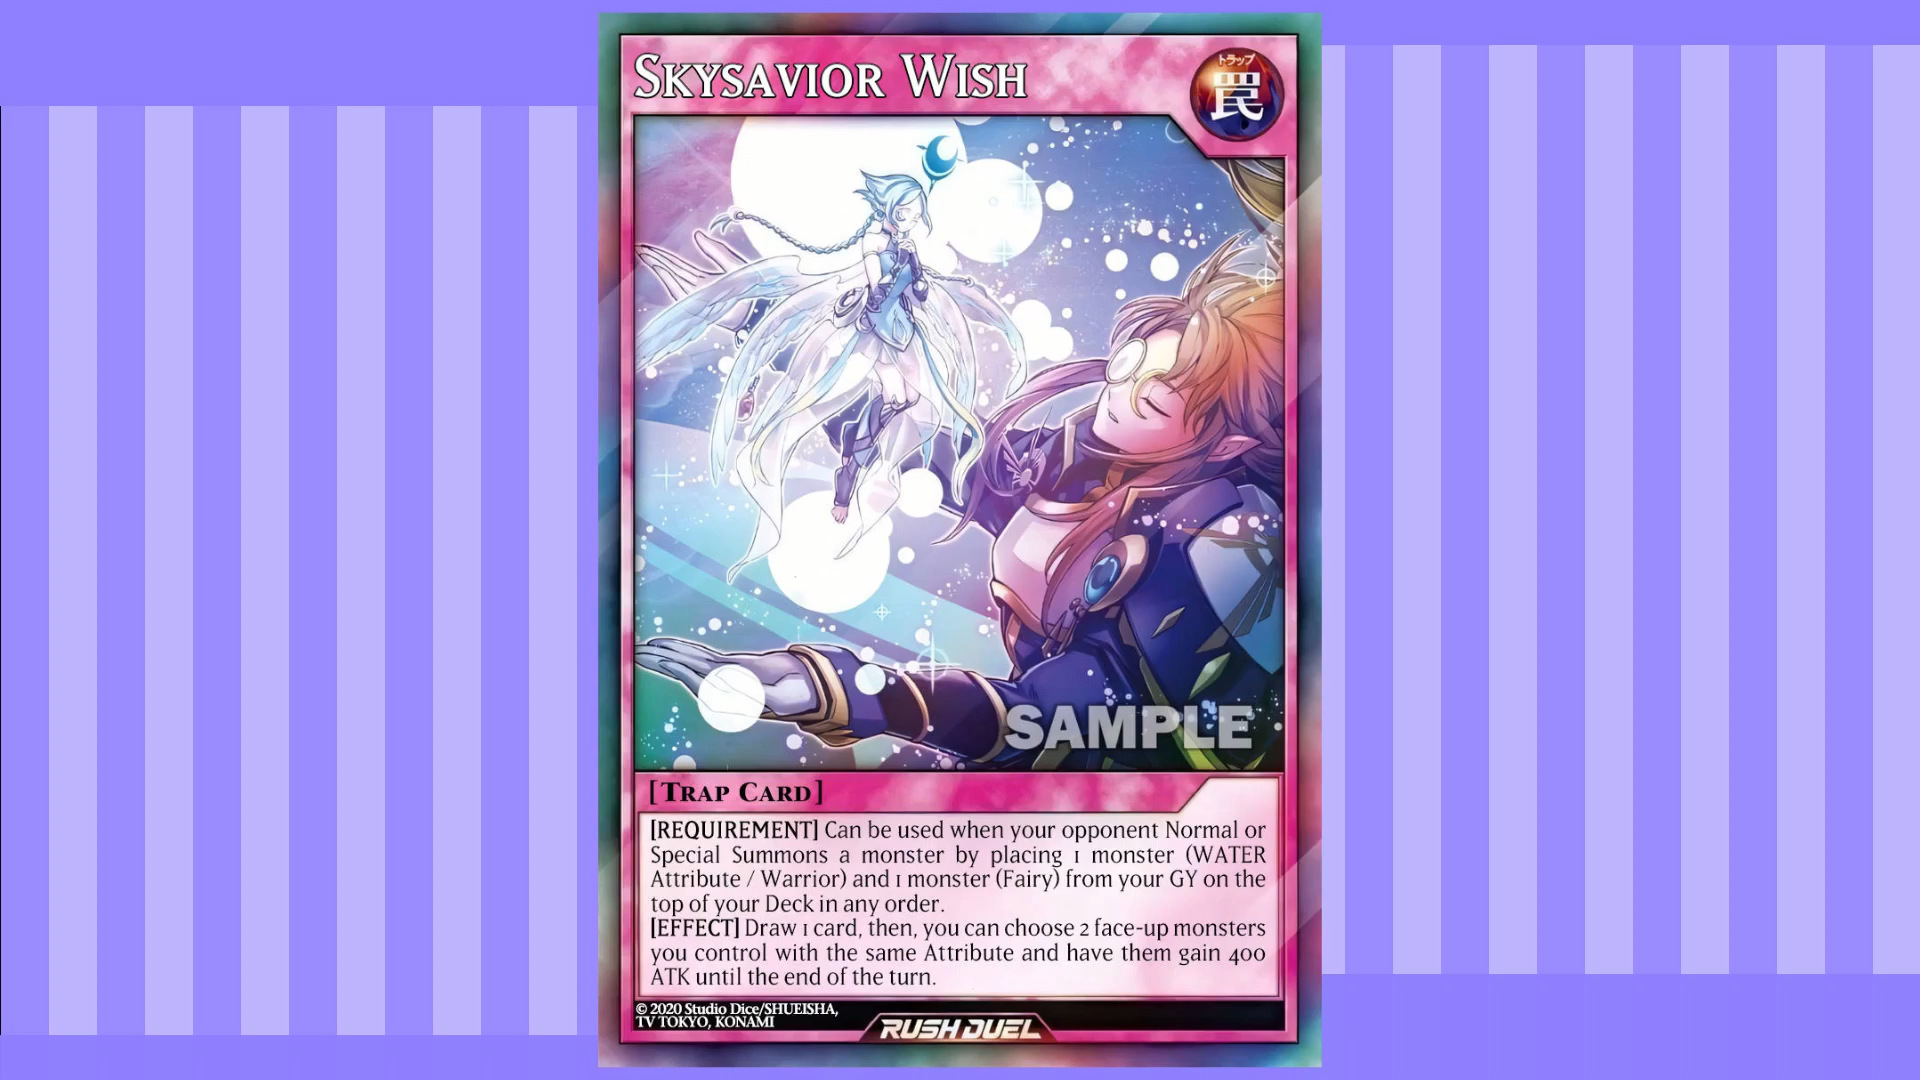 SKYSAVIOR WISH
トラップ
罠
SAMPLE
[TRAP CARD]
[REQUIREMENT] Can be used when your opponent Normal or
Special Summons a monster by placing 1 monster (WATER
Attribute / Warrior) and 1 monster (Fairy) from your GY on the
top of your Deck in any order.
[EFFECT] Draw 1 card, then, you can choose 2 face-up monsters
you control with the same Attribute and have them gain 400
ATK until the end of the turn.
© 2020 Studio Dice/SHUEISHA,
TV TOKYO, KONAMI
RUSH DUEL